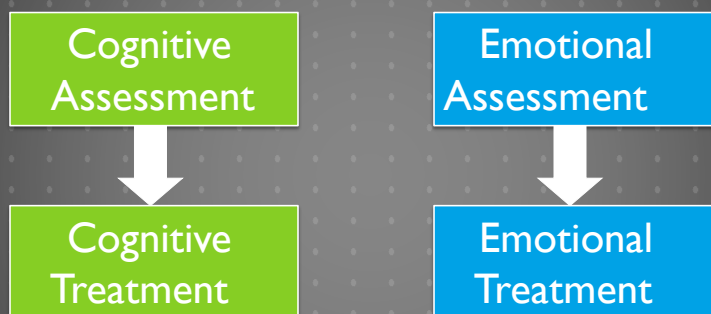 Cognitive
Assessment
Emotional
Assessment
Cognitive
Treatment
Emotional
Treatment